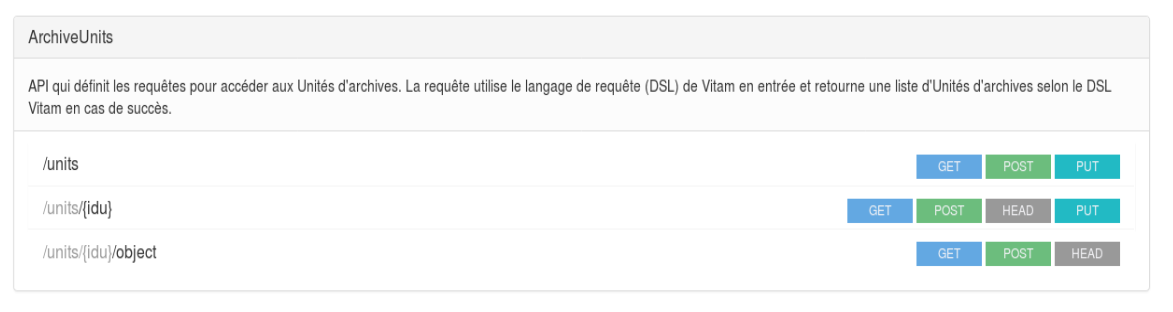 ArchiveUnits
API qui définit les requêtes pour accéder aux Unités d'archives. La requête utilise le langage de requête (DSL) de Vitam en entrée et retourne une liste d'Unités d'archives selon le DSL
Vitam en cas de succès.
/units GET POST PUT
/units/{idu} GET POST HEAD PUT
/units/{idu}/object GET POST HEAD